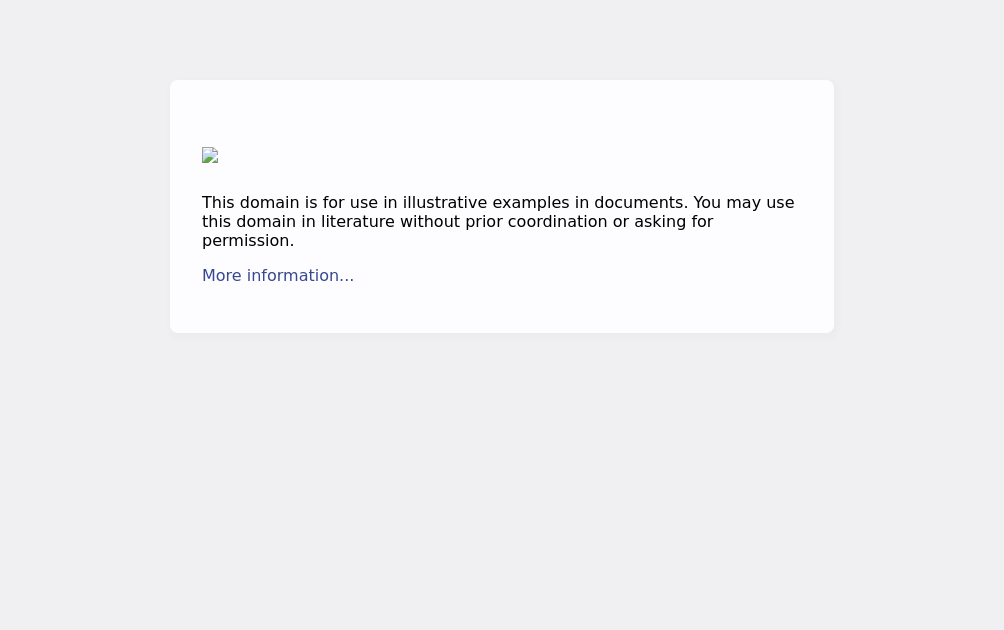 This domain is for use in illustrative examples in documents. You may use
this domain in literature without prior coordination or asking for
permission.
More information...